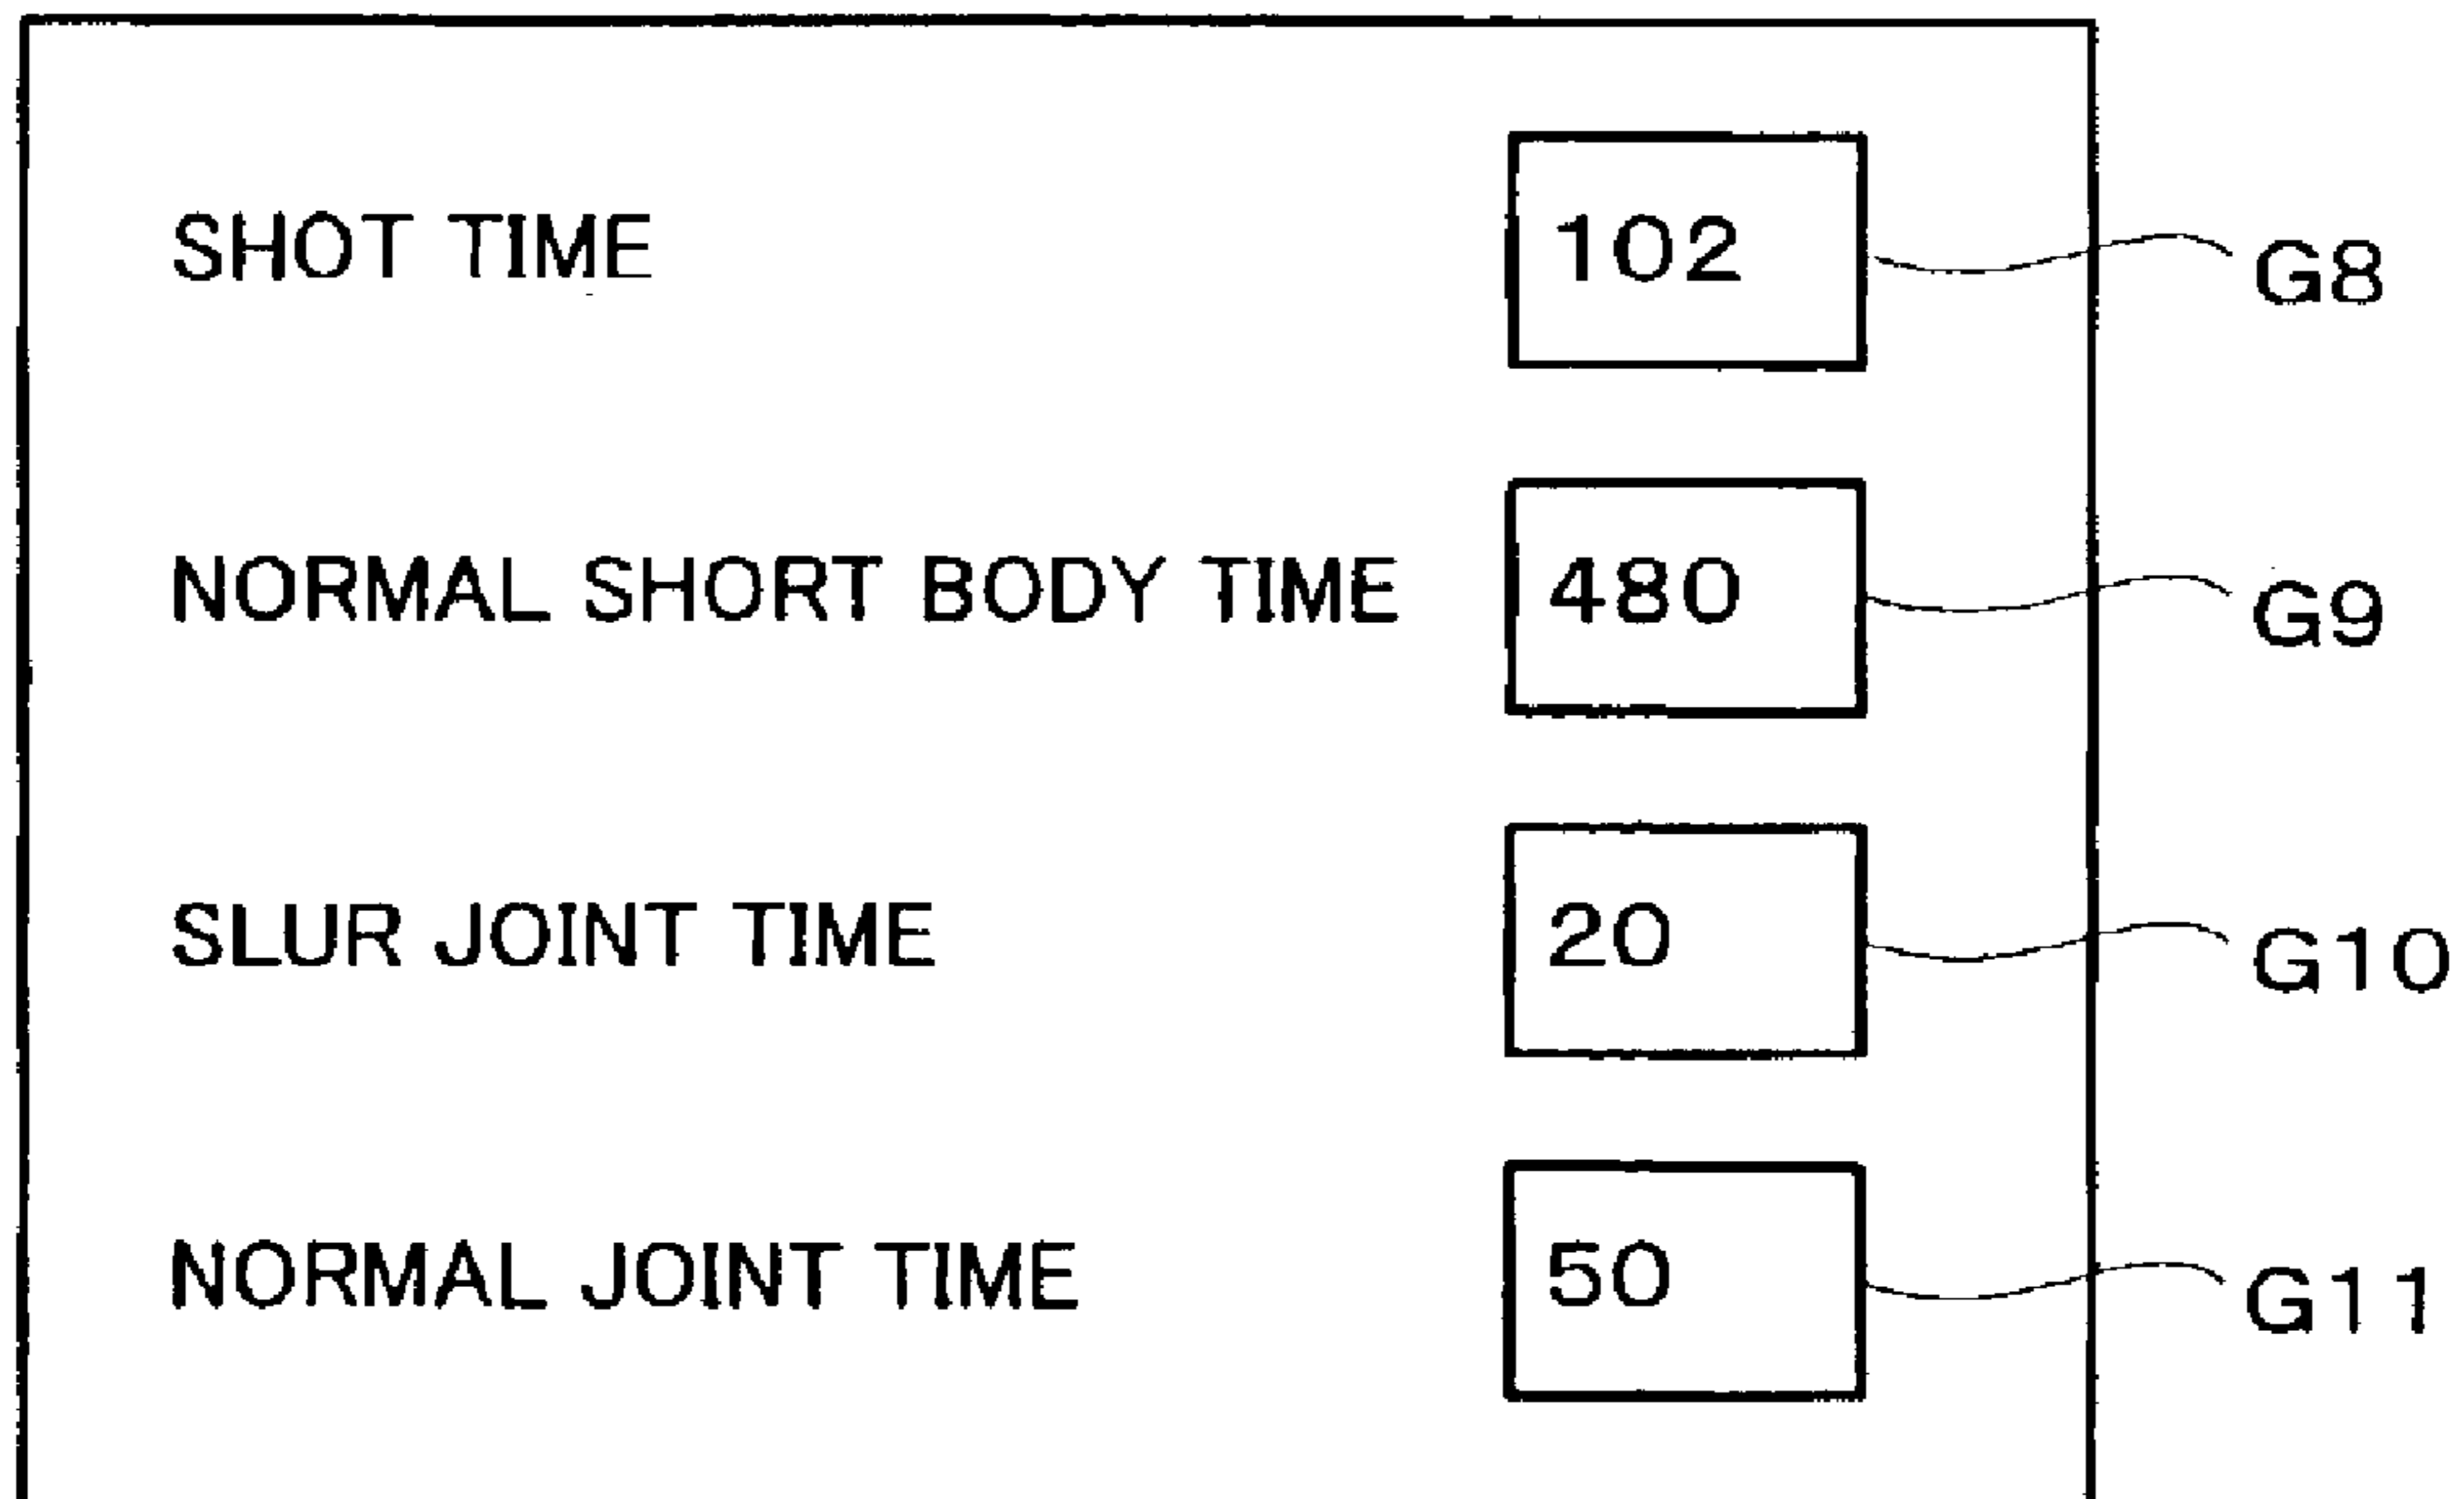 SHOT TIME 102 G8
NORMAL SHORT BODY TIME 480 G9
SLUR JOINT TIME 20 G10
NORMAL JOINT TIME 50 G11